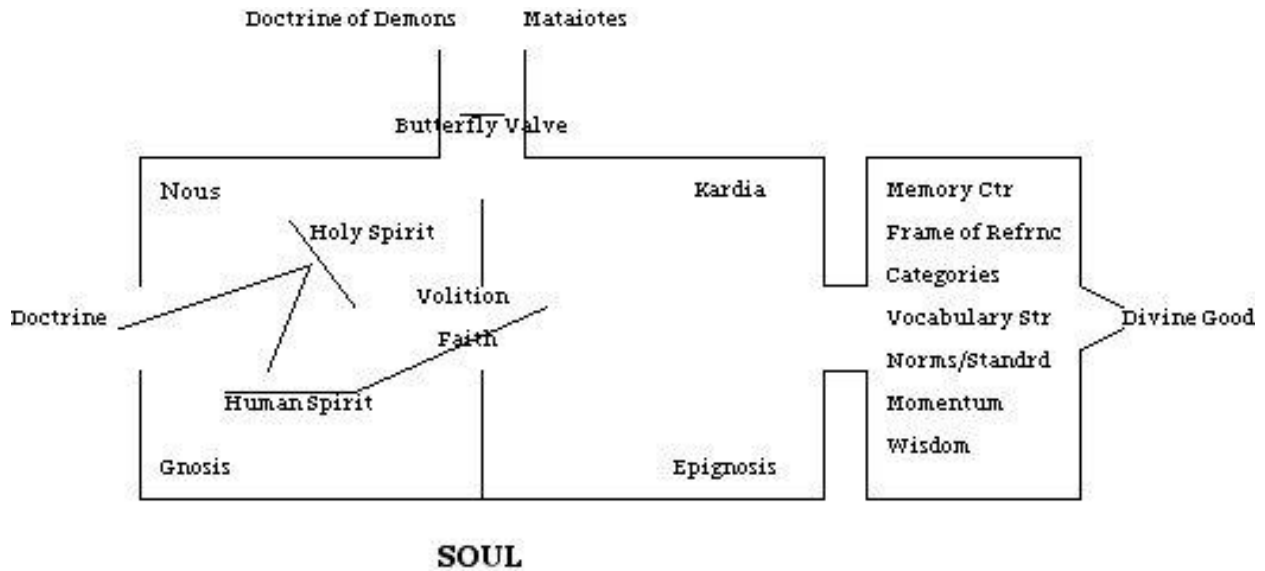 Doctrine of Demons
Mataiotes
Butterfly Valve
Nous
Kardia
Memory Ctr
Holy Spirit
Frame of Refrnc
Categories
Volition
Doctrine
Vocabulary Str
Divine Good
Faith
Norms/Standrd
Human Spirit
Momentum
Wisdom
Gnosis
Epignosis
SOUL